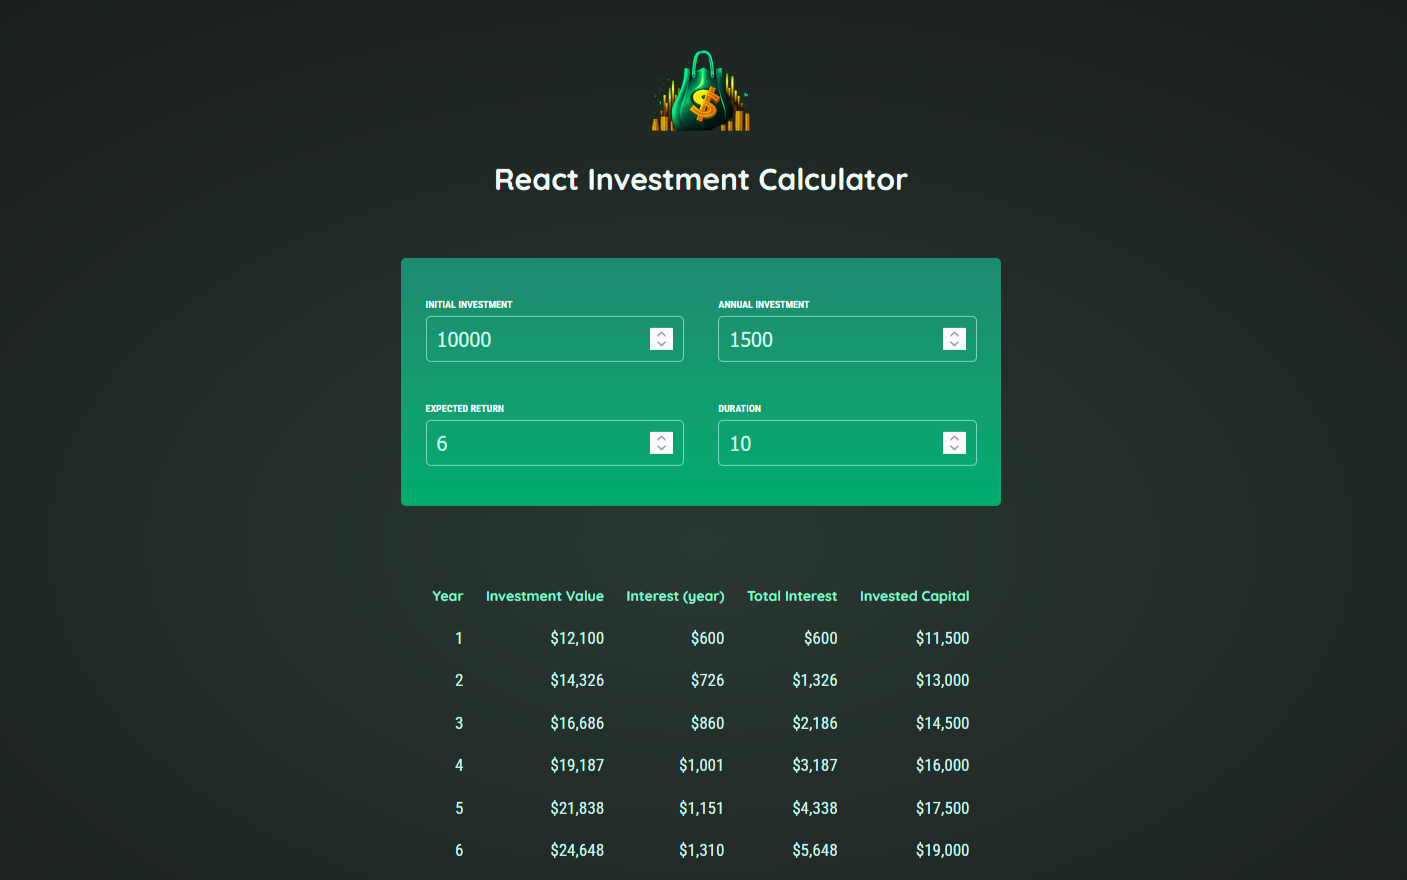 $
React Investment Calculator
INITIAL INVESTMENT ANNUAL INVESTMENT
10000 1500
EXPECTED RETURN DURATION
6 10
Year Investment Value Interest (year) Total Interest Invested Capital
1 $12,100 $600 $600 $11,500
2 $14,326 $726 $1,326 $13,000
3 $16,686 $860 $2,186 $14,500
4 $19,187 $1,001 $3,187 $16,000
5 $21,838 $1,151 $4,338 $17,500
6 $24,648 $1,310 $5,648 $19,000